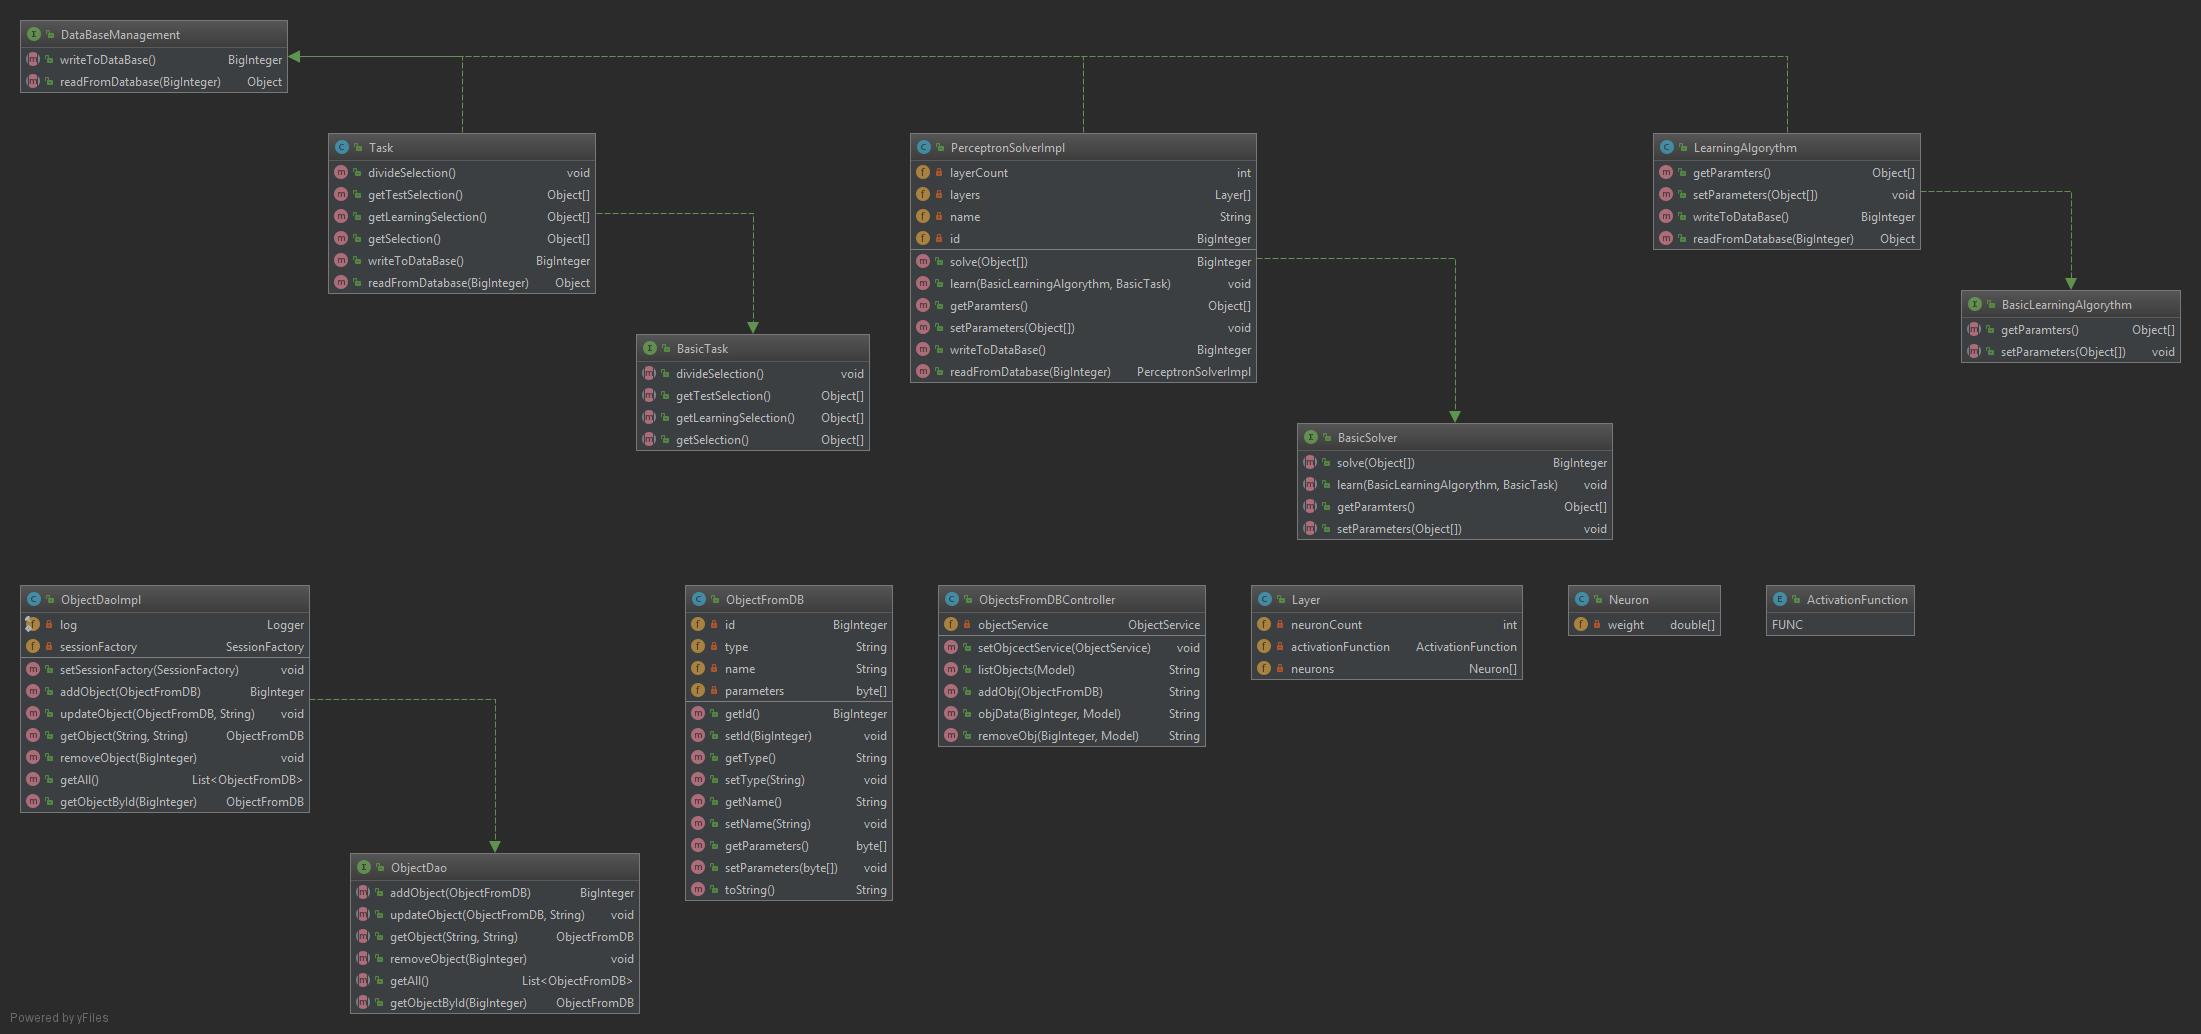 DataBaseManagement
writeToDataBase() BigInteger
readFromDatabase(BigInteger) Object
Task
divideSelection() void
getTestSelection() Object[]
getLearningSelection() Object[]
getSelection() Object[]
writeToDataBase() BigInteger
readFromDatabase(BigInteger) Object
PerceptronSolverImpl
layerCount int
layers Layer[]
name String
id BigInteger
solve(Object[]) BigInteger
learn(BasicLearningAlgorythm, BasicTask) void
getParamters() Object[]
setParameters(Object[]) void
writeToDataBase() BigInteger
readFromDatabase(BigInteger) PerceptronSolverImpl
LearningAlgorythm
getParamters() Object[]
setParameters(Object[]) void
writeToDataBase() BigInteger
readFromDatabase(BigInteger) Object
BasicLearningAlgorythm
getParamters() Object[]
setParameters(Object[]) void
BasicTask
divideSelection() void
getTestSelection() Object[]
getLearningSelection() Object[]
getSelection() Object[]
BasicSolver
solve(Object[]) BigInteger
learn(BasicLearningAlgorythm, BasicTask) void
getParamters() Object[]
setParameters(Object[]) void
ObjectDaoImpl
log Logger
sessionFactory SessionFactory
setSessionFactory(SessionFactory) void
addObject(ObjectFromDB) BigInteger
updateObject(ObjectFromDB, String) void
getObject(String, String) ObjectFromDB
removeObject(BigInteger) void
getAll() List<ObjectFromDB>
getObjectById(BigInteger) ObjectFromDB
ObjectFromDB
id BigInteger
type String
name String
parameters byte[]
getId() BigInteger
setId(BigInteger) void
getType() String
setType(String) void
getName() String
setName(String) void
getParameters() byte[]
setParameters(byte[]) void
toString() String
ObjectsFromDBController
objectService ObjectService
setObjcectService(ObjectService) void
listObjects(Model) String
addObj(ObjectFromDB) String
objData(BigInteger, Model) String
removeObj(BigInteger, Model) String
Layer
neuronCount int
activationFunction ActivationFunction
neurons Neuron[]
Neuron
weight double[]
ActivationFunction
FUNC
ObjectDao
addObject(ObjectFromDB) BigInteger
updateObject(ObjectFromDB, String) void
getObject(String, String) ObjectFromDB
removeObject(BigInteger) void
getAll() List<ObjectFromDB>
getObjectById(BigInteger) ObjectFromDB
Powered by yFiles